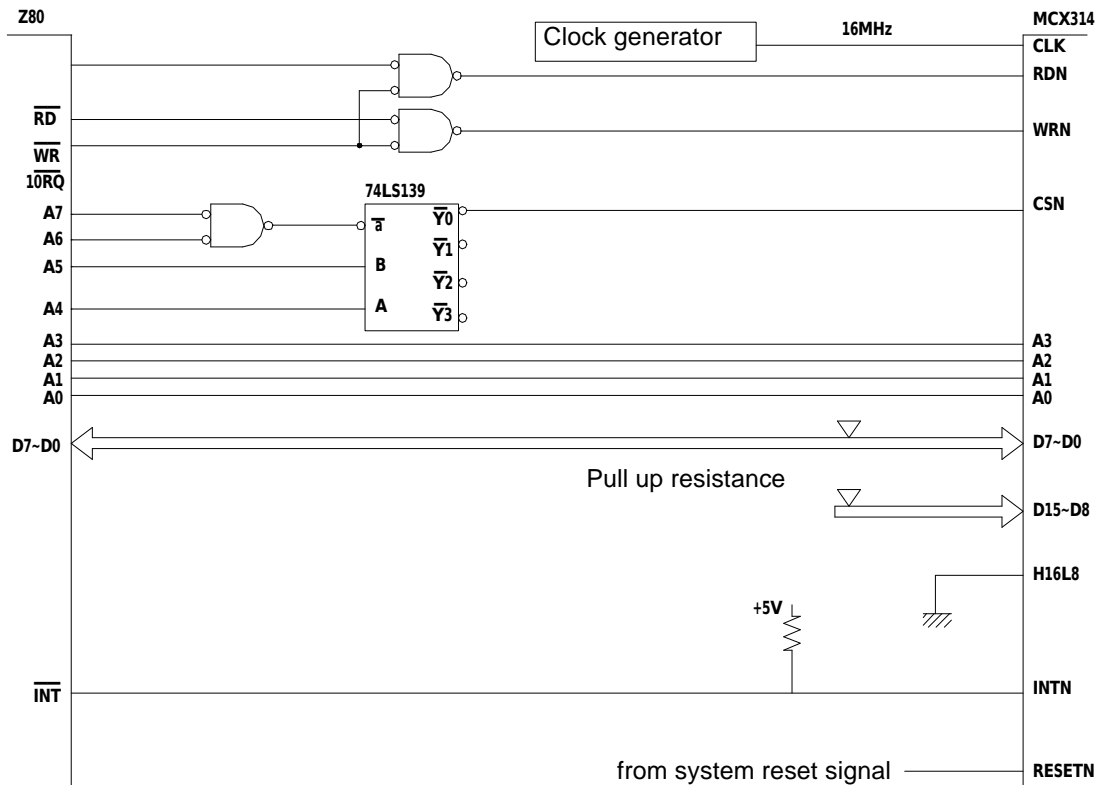 Z80
MCX314
Clock generator
16MHz
CLK
RDN
RD
WRN
WR
10RQ
74LS139
A7
a
Y0
CSN
A6
Y1
A5
B
Y2
A4
A
Y3
A3
A3
A2
A2
A1
A1
A0
A0
D7~D0
D7~D0
Pull up resistance
D15~D8
H16L8
+5V
INT
INTN
from system reset signal
RESETN